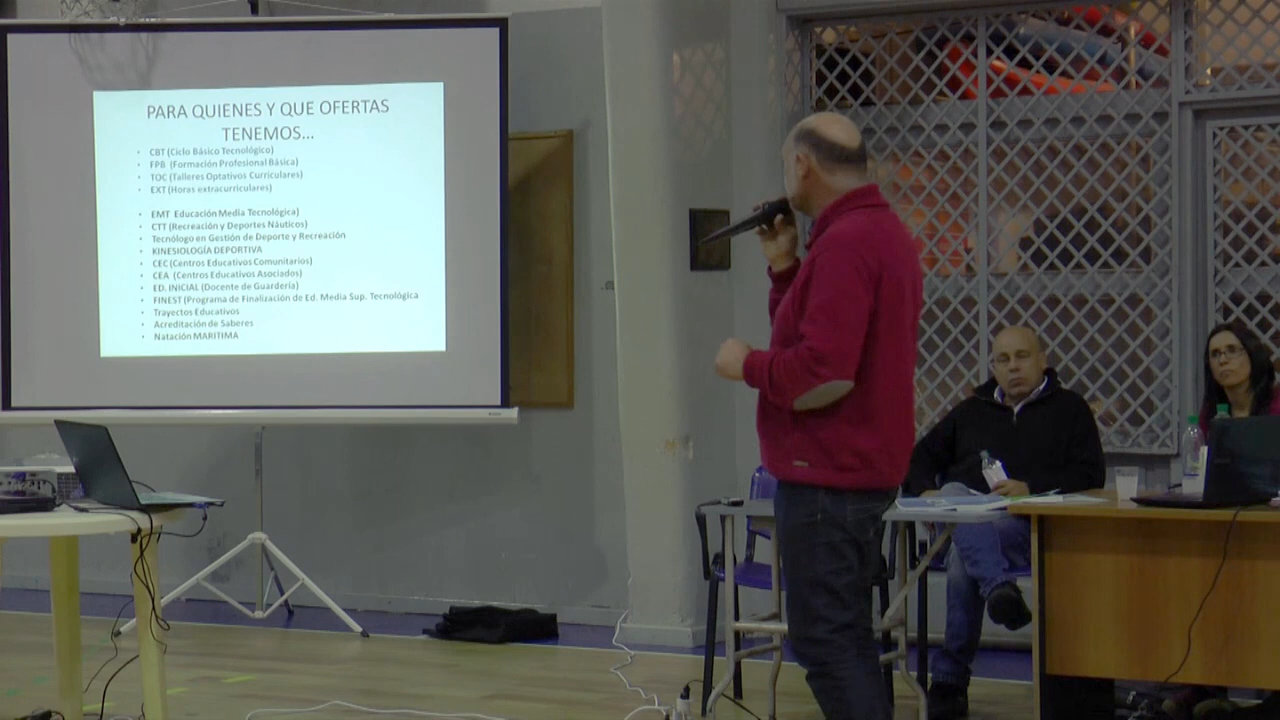 PARA QUIENES Y QUE OFERTAS
TENEMOS...
• CBT (Ciclo Básico Tecnológico)
• FPB (Formación Profesional Básica)
• TOC (Talleres Optativos Curriculares)
• EXT (Horas extracurriculares)
• EMT Educación Media Tecnológica)
• CTT (Recreación y Deportes Náuticos)
• Tecnólogo en Gestión de Deporte y Recreación
• KINESIOLOGÍA DEPORTIVA
• CEC (Centros Educativos Comunitarios)
• CEA (Centros Educativos Asociados)
• ED. INICIAL (Docente de Guardería)
• FINEST (Programa de Finalización de Ed. Media Sup. Tecnológica
• Trayectos Educativos
• Acreditación de Saberes
• Natación MARITIMA